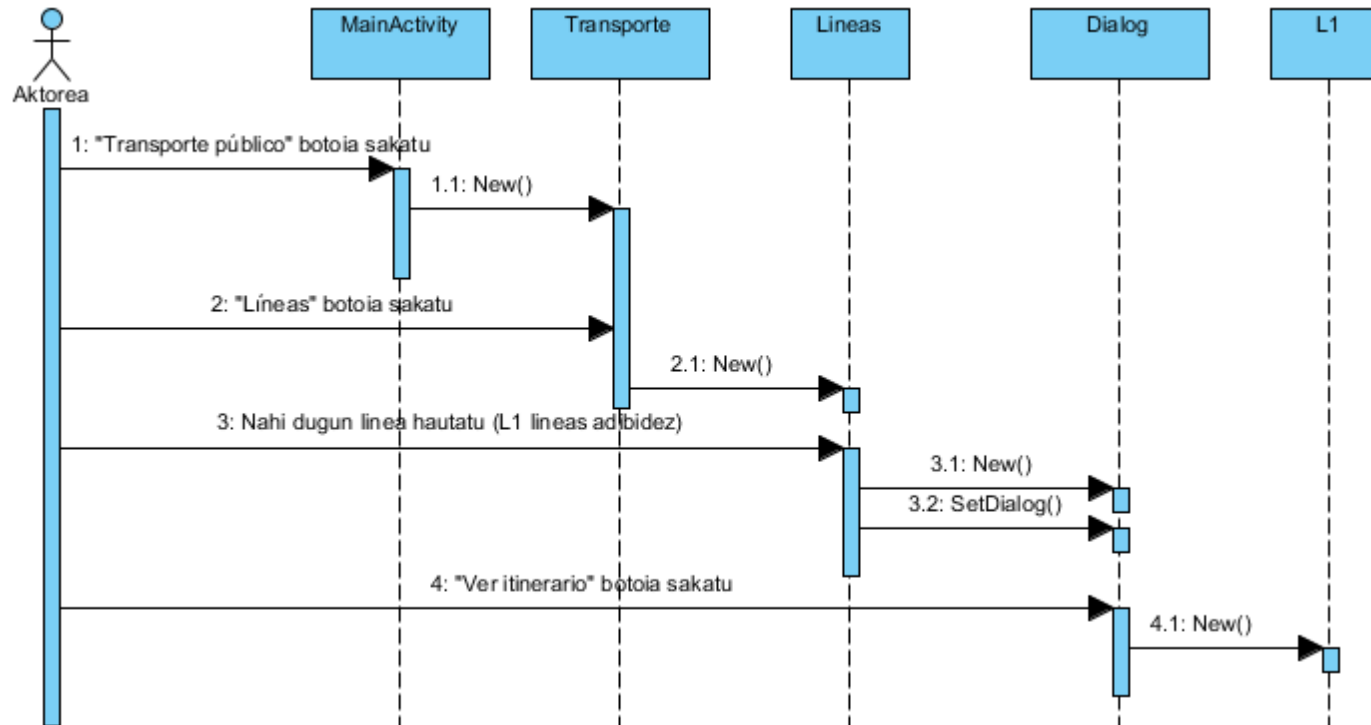 MainActivity
Transporte
Lineas
Dialog
L1
Aktorea
1: "Transporte público" botoia sakatu
1.1: New()
2: "Líneas" botoia sakatu
2.1: New()
3: Nahi dugun linea hautatu (L1 lineas adibidez)
3.1: New()
3.2: SetDialog()
4: "Ver itinerario" botoia sakatu
4.1: New()